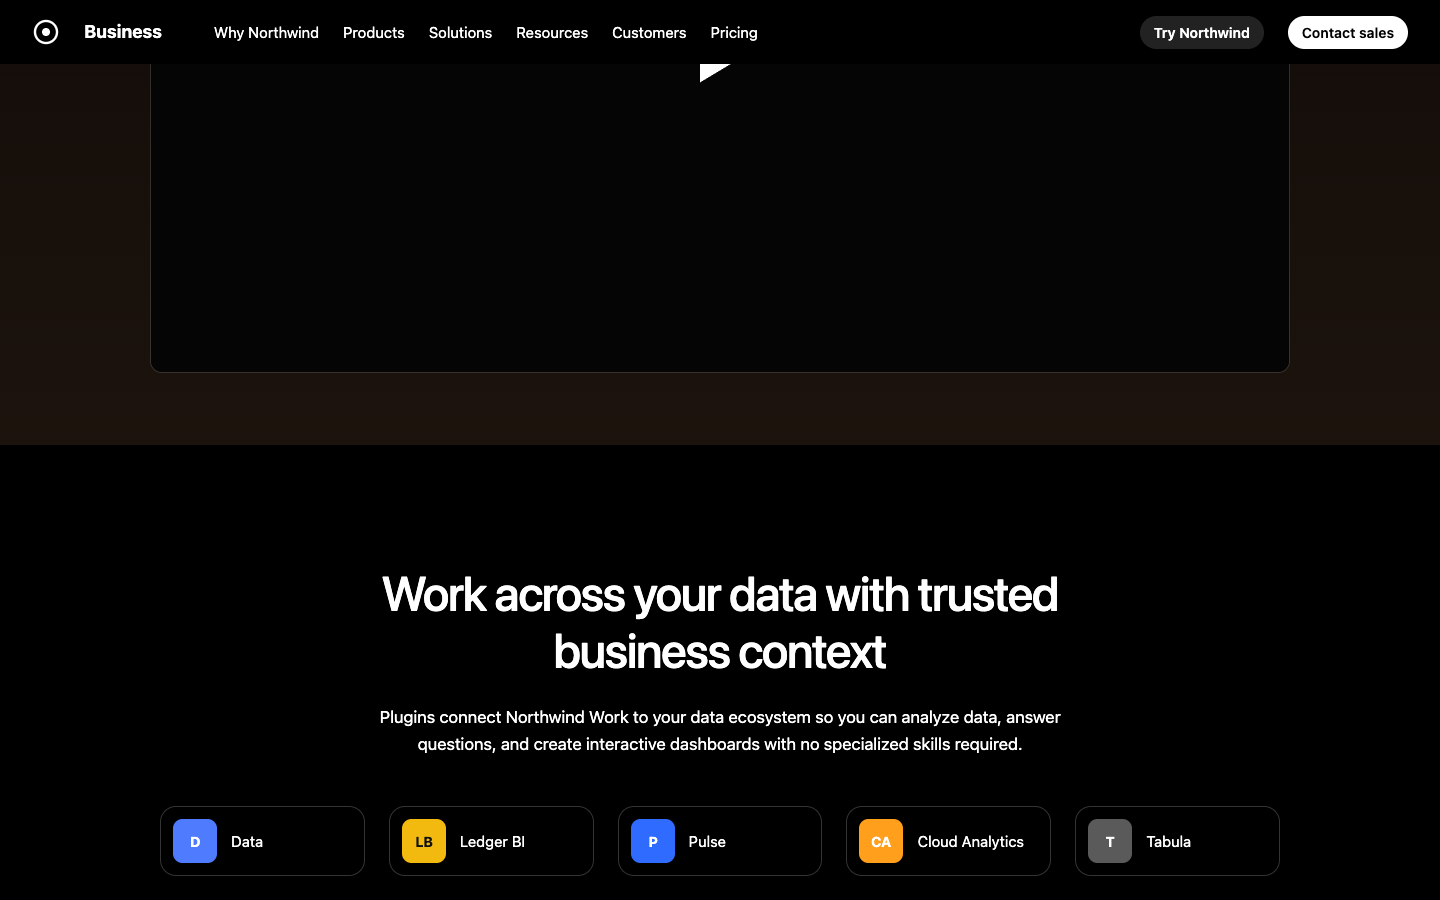 Business
Why Northwind
Products
Solutions
Resources
Customers
Pricing
Try Northwind
Contact sales
Work across your data with trusted
business context
Plugins connect Northwind Work to your data ecosystem so you can analyze data, answer
questions, and create interactive dashboards with no specialized skills required.
D
Data
LB
Ledger BI
P
Pulse
CA
Cloud Analytics
T
Tabula